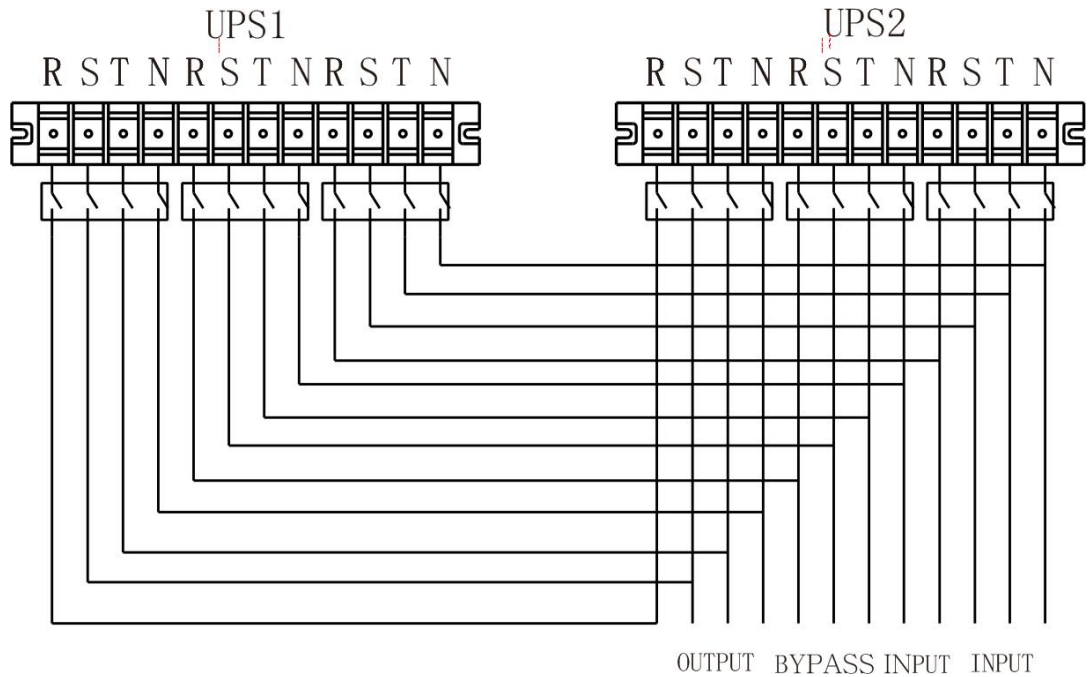 UPS1 UPS2
R S T N R S T N R S T N R S T N R S T N R S T N
OUTPUT BYPASS INPUT INPUT